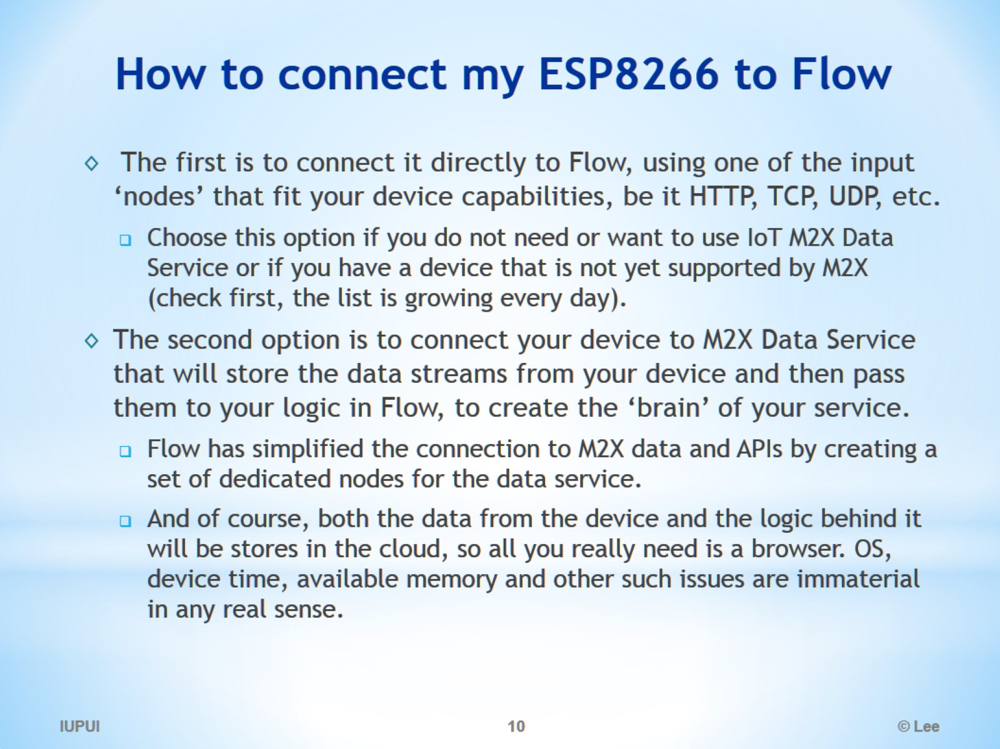 How to connect my ESP8266 to Flow
The first is to connect it directly to Flow, using one of the input
‘nodes’ that fit your device capabilities, be it HTTP, TCP, UDP, etc.
Choose this option if you do not need or want to use IoT M2X Data
Service or if you have a device that is not yet supported by M2X
(check first, the list is growing every day).
The second option is to connect your device to M2X Data Service
that will store the data streams from your device and then pass
them to your logic in Flow, to create the ‘brain’ of your service.
Flow has simplified the connection to M2X data and APIs by creating a
set of dedicated nodes for the data service.
And of course, both the data from the device and the logic behind it
will be stores in the cloud, so all you really need is a browser. OS,
device time, available memory and other such issues are immaterial
in any real sense.
IUPUI 10 © Lee